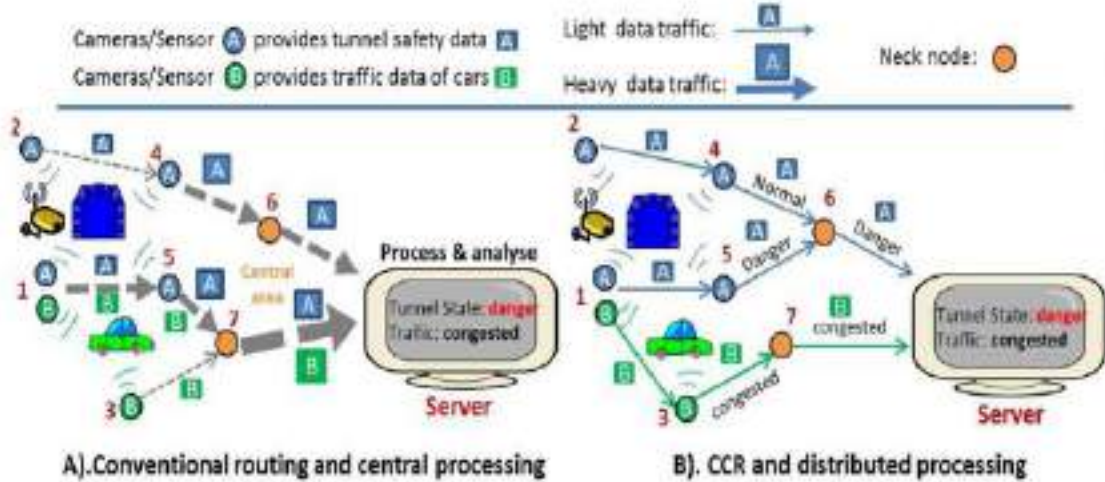 Cameras/Sensor A provides tunnel safety data A
Cameras/Sensor B provides traffic data of cars B
Light data traffic: A
Heavy data traffic: A
Neck node:
2
A
A
4
A
A
6
A
1
A
B
A
B
5
A
A
B
Central
area
7
A
B
3
B
B
Process & analyse
Tunnel State: danger
Traffic: congested
Server
A).Conventional routing and central processing
2
A
A
4
A
A
Normal
6
A
Danger
1
A
B
A
5
A
A
Danger
B
3
B
B
congested
7
B
congested
Tunnel State: danger
Traffic: congested
Server
B). CCR and distributed processing